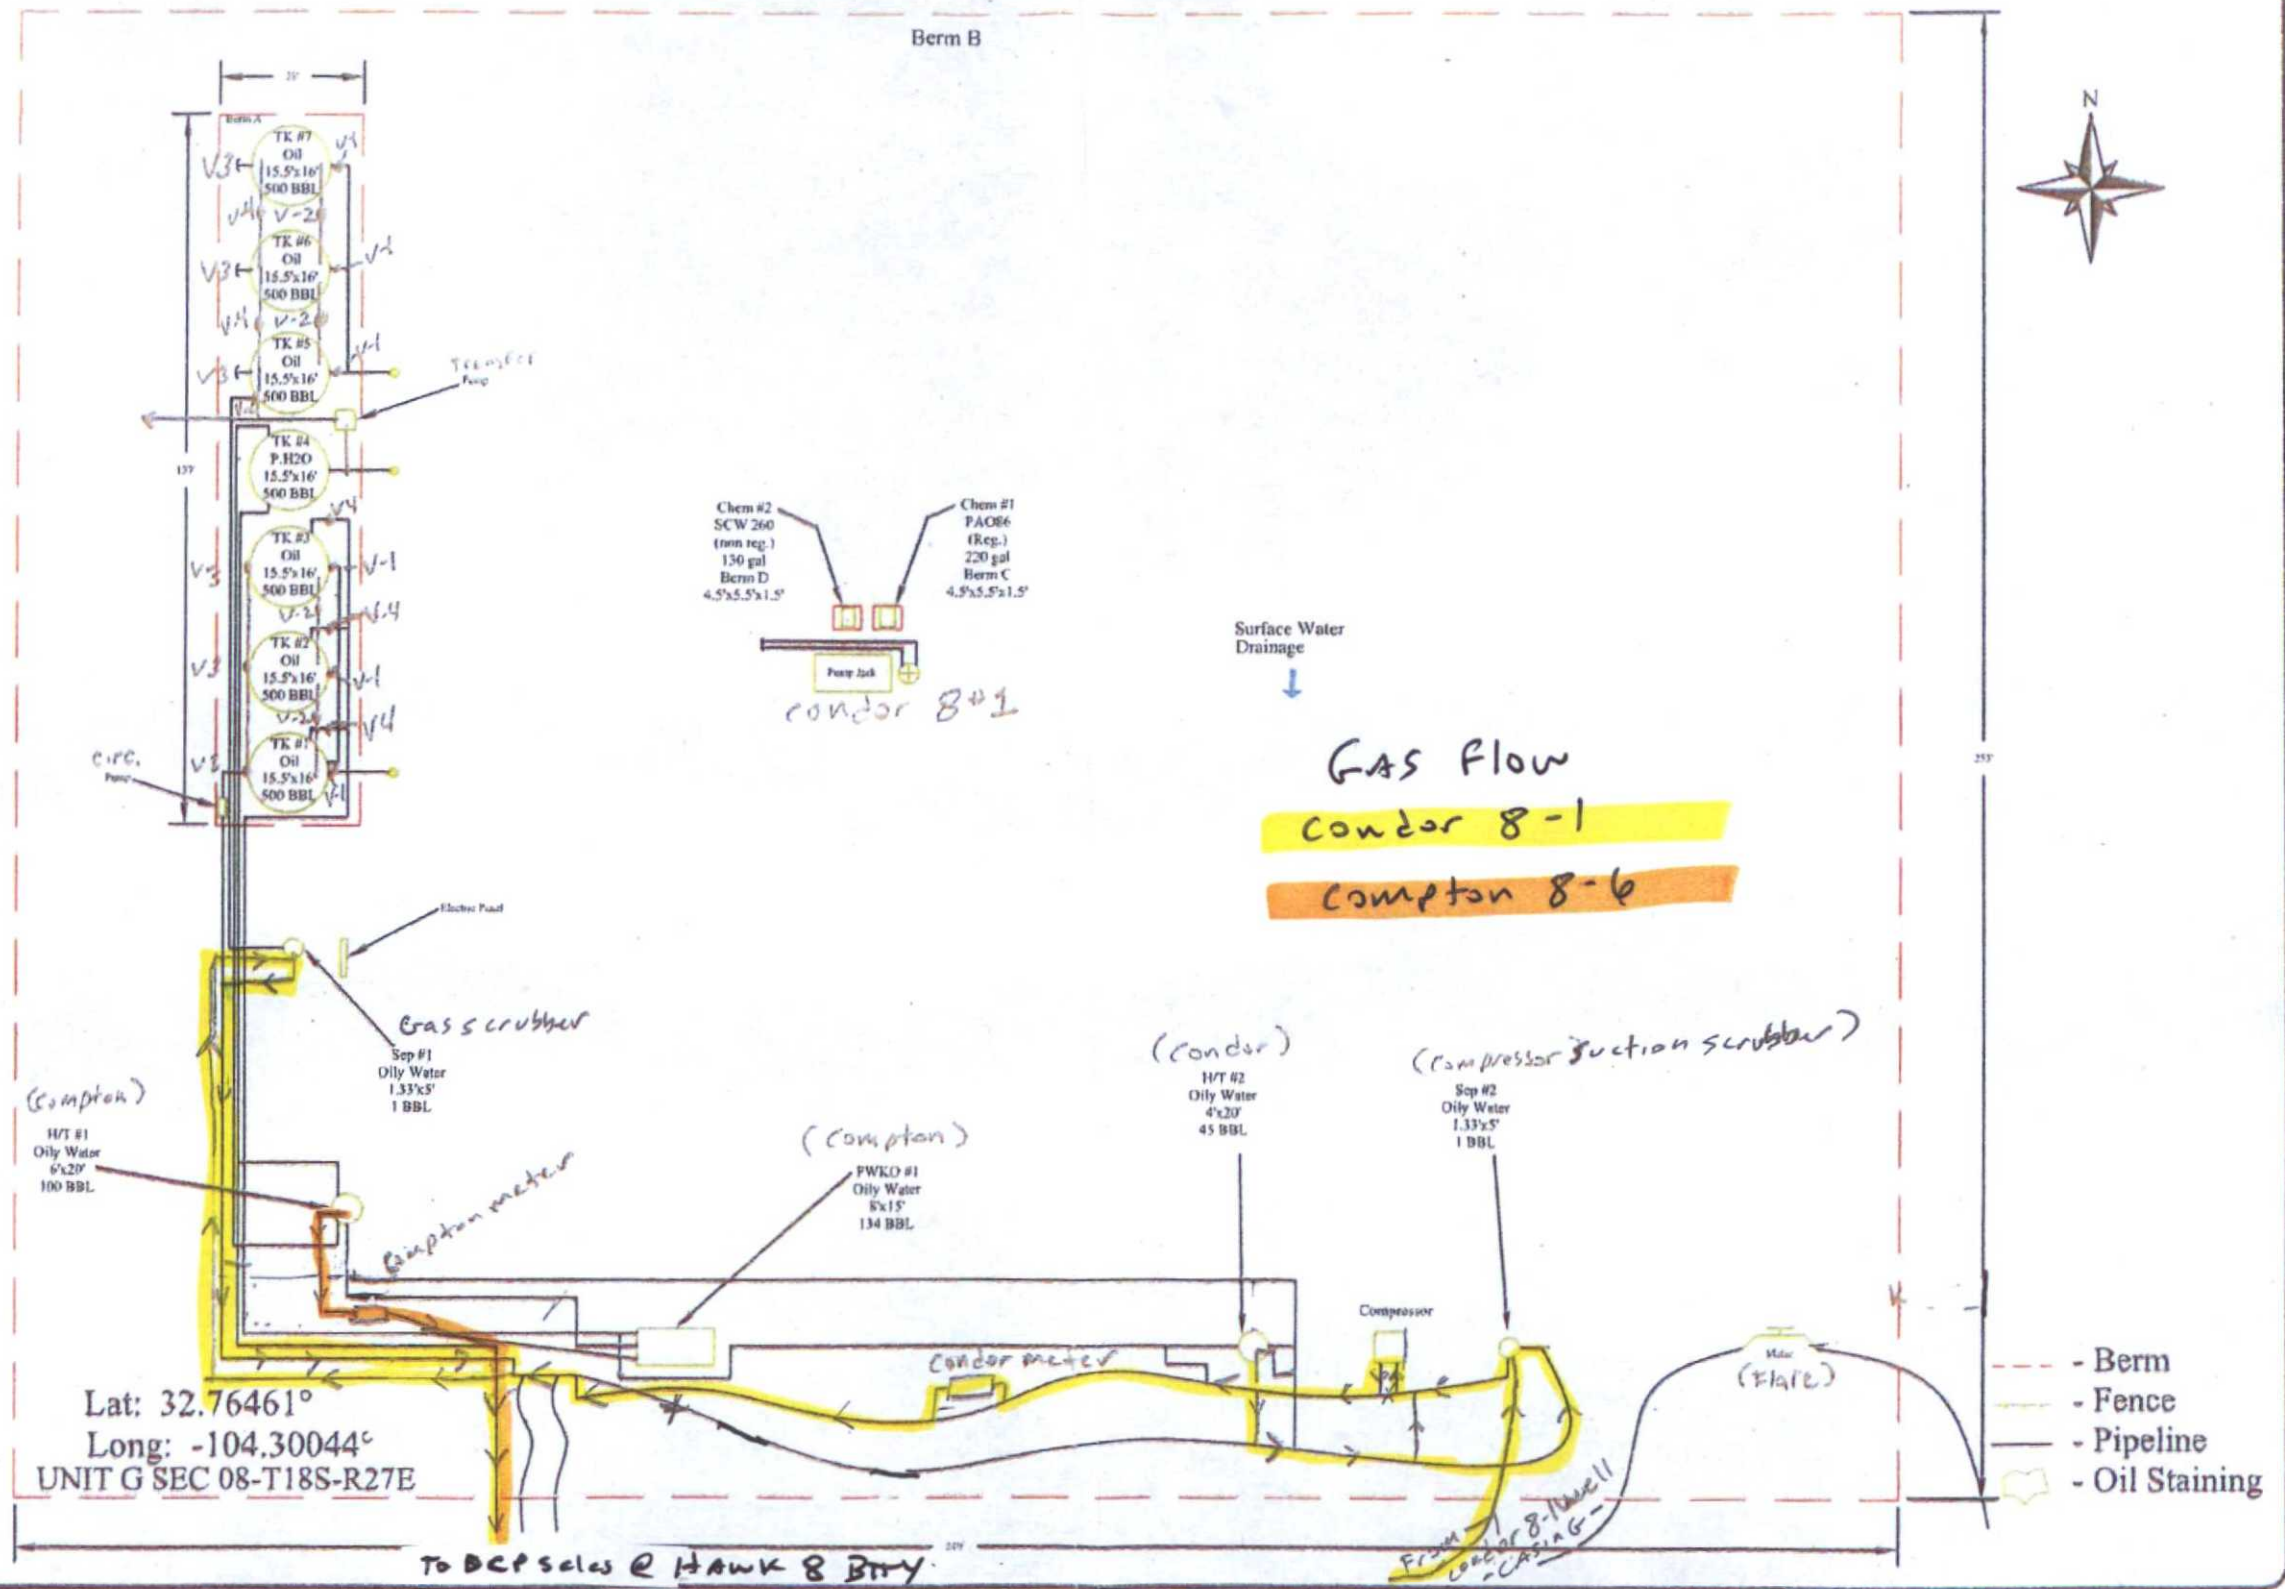 Berm B
N
Berm A
TK #7
Oil
15.5'x16'
500 BBL
V3
V4
V-2
TK #6
Oil
15.5'x16'
500 BBL
V3
V4
V-2
TK #5
Oil
15.5'x16'
500 BBL
V3
V-1
Transfer
Pump
TK #4
P.H2O
15.5'x16'
500 BBL
137'
V4
TK #3
Oil
15.5'x16'
500 BBL
V-1
V-2
V-4
TK #2
Oil
15.5'x16'
500 BBL
V3
V-1
V-2
V4
TK #1
Oil
15.5'x16'
500 BBL
V-1
Circ.
Pump
Chem #2
SCW 260
(non reg.)
130 gal
Berm D
4.5'x5.5'x1.5'
Chem #1
PAO86
(Reg.)
220 gal
Berm C
4.5'x5.5'x1.5'
Pump Jack
condor 8#1
Surface Water
Drainage
253'
GAS Flow
condor 8-1
compton 8-6
Electric Panel
Gas scrubber
Sep #1
Oily Water
1.33'x5'
1 BBL
(compton)
H/T #1
Oily Water
6'x20'
100 BBL
compton meter
(compton)
FWKO #1
Oily Water
8'x15'
134 BBL
(condor)
H/T #2
Oily Water
4'x20'
45 BBL
(compressor suction scrubber)
Sep #2
Oily Water
1.33'x5'
1 BBL
Compressor
condor meter
(Flare)
Lat: 32.76461°
Long: -104.30044°
UNIT G SEC 08-T18S-R27E
- Berm
- Fence
- Pipeline
- Oil Staining
From
condor 8-1 well
-CASING-
To DCP sales @ HAWK 8 BTTY.